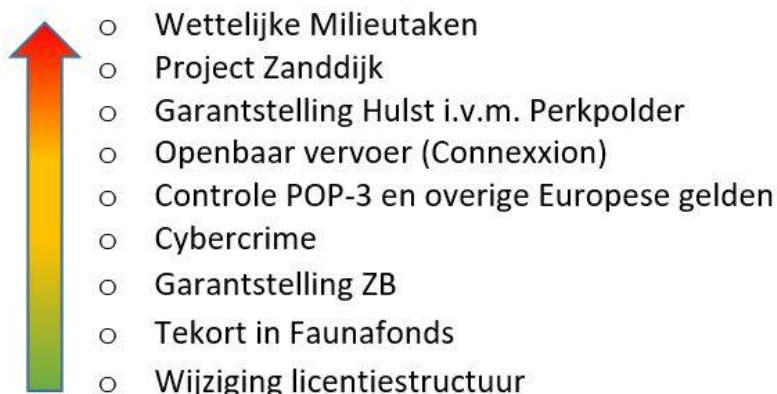 o Wettelijke Milieutaken
o Project Zanddijk
o Garantstelling Hulst i.v.m. Perkpolder
o Openbaar vervoer (Connexxion)
o Controle POP-3 en overige Europese gelden
o Cybercrime
o Garantstelling ZB
o Tekort in Faunafonds
o Wijziging licentiestructuur